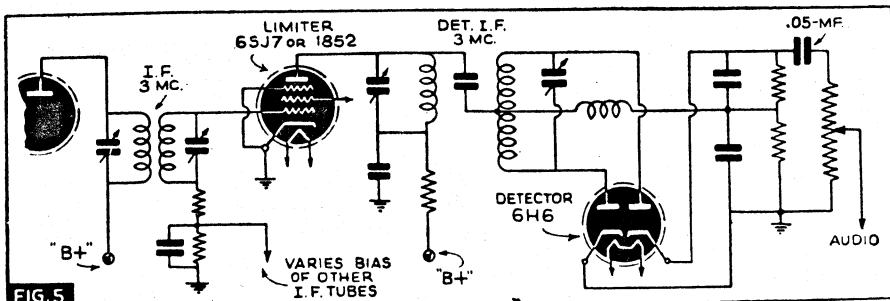 LIMITER
6SJ7 OR 1852
DET. I.F.
3 MC.
.05-MF.
I.F.
3 MC.
DETECTOR
6H6
"B+"
VARIES BIAS
OF OTHER
I.F. TUBES
"B+"
AUDIO
FIG. 5